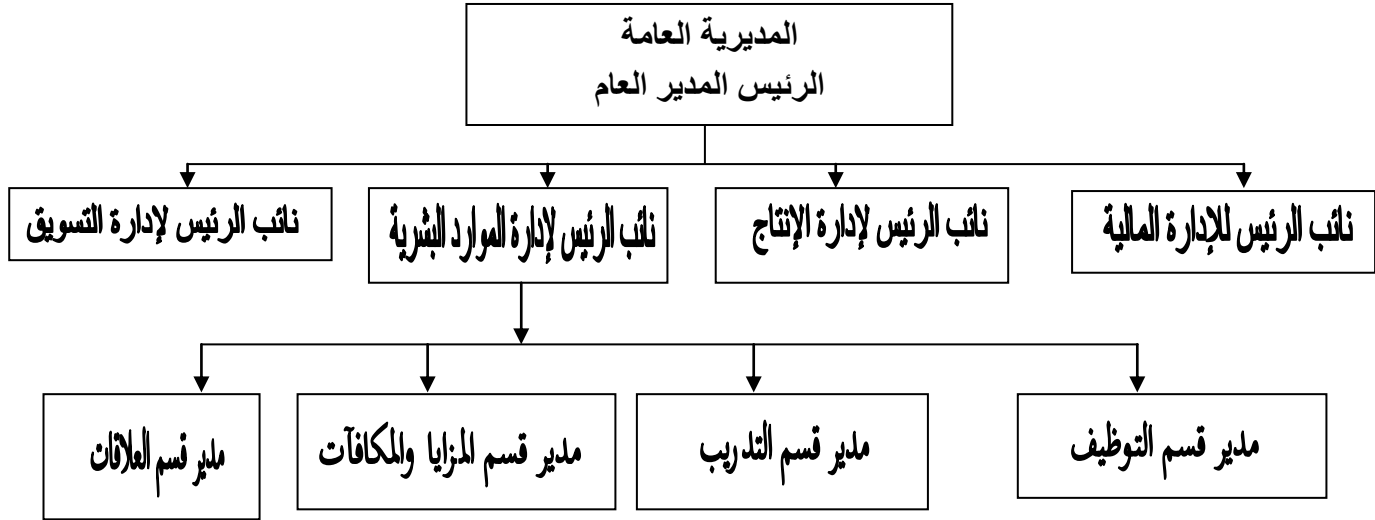 المديرية العامة
الرئيس المدير العام
نائب الرئيس للإدارة المالية
نائب الرئيس لإدارة الإنتاج
نائب الرئيس لإدارة الموارد البشرية
نائب الرئيس لإدارة التسويق
مدير قسم التوظيف
مدير قسم التدريب
مدير قسم المزايا والمكافآت
مدير قسم العلاقات